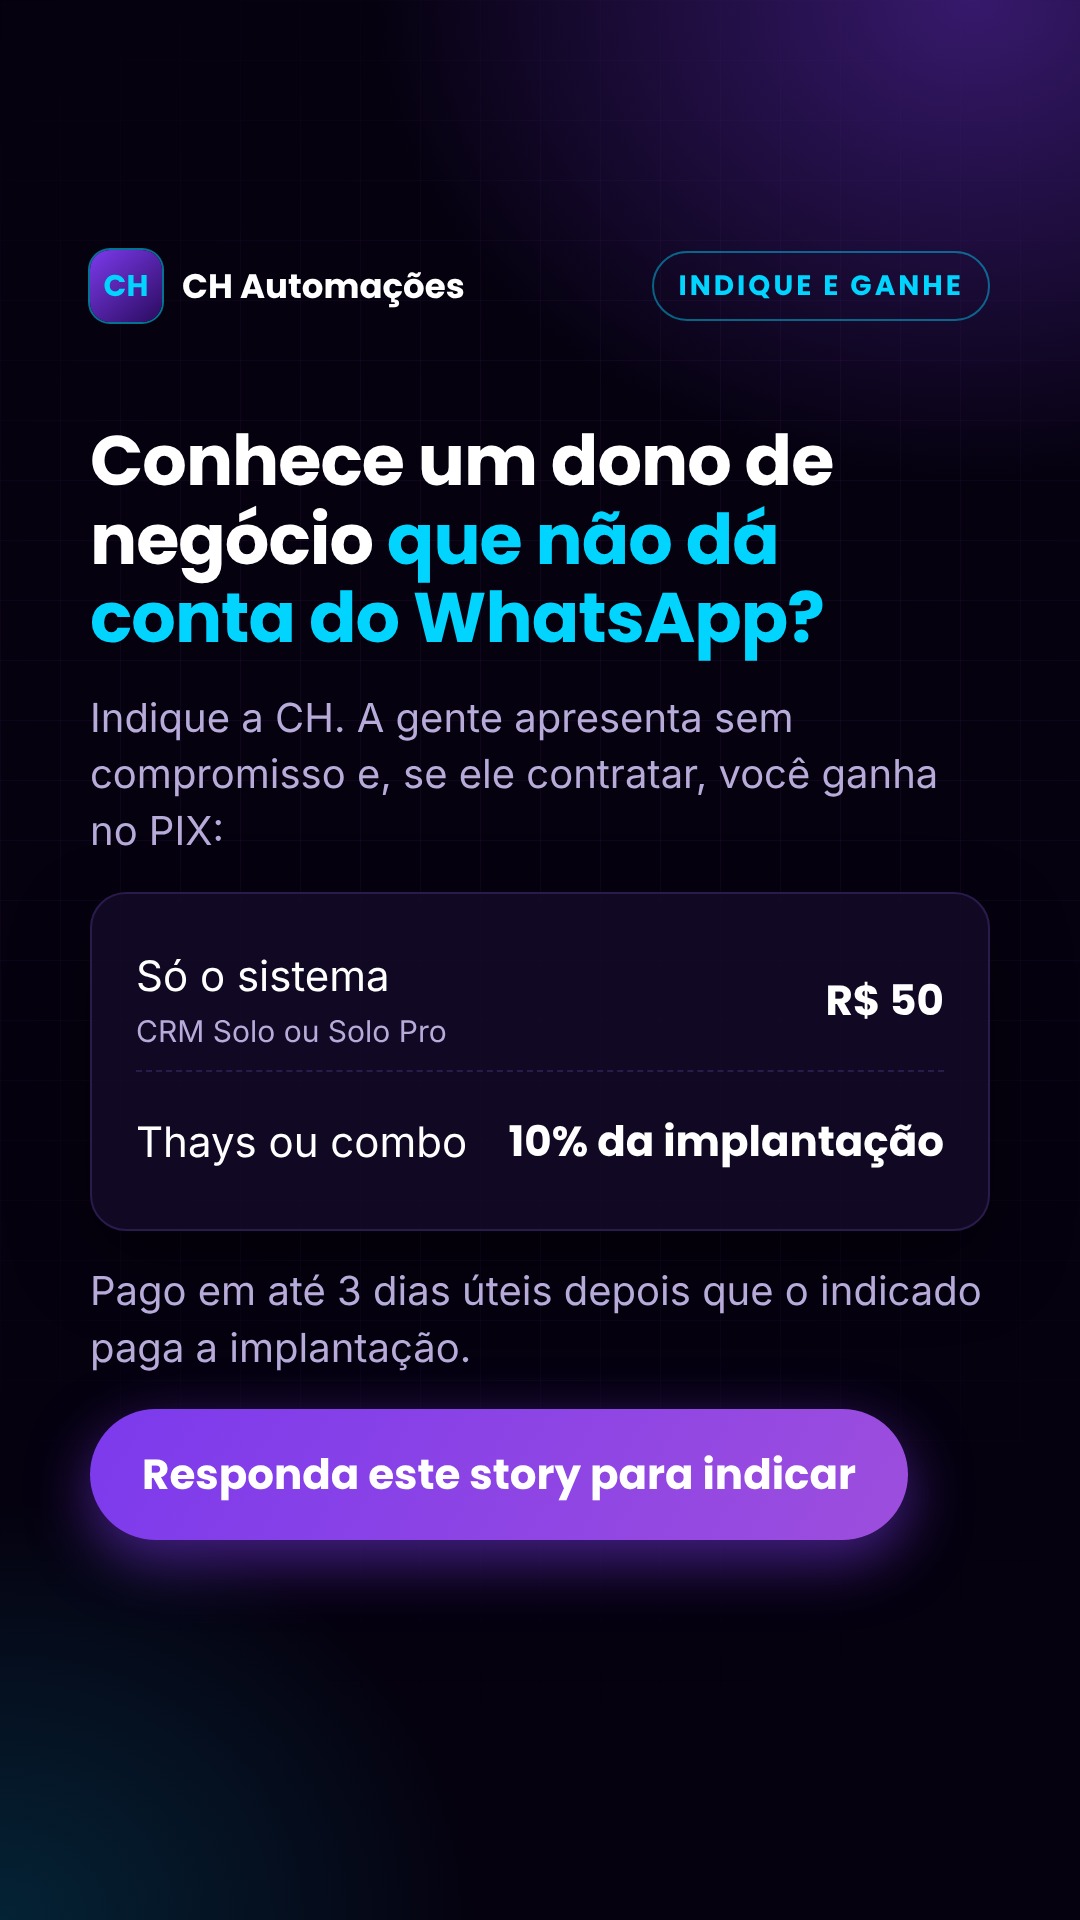 CH
CH Automações
INDIQUE E GANHE
Conhece um dono de
negócio que não dá
conta do WhatsApp?
Indique a CH. A gente apresenta sem
compromisso e, se ele contratar, você ganha
no PIX:
Só o sistema
CRM Solo ou Solo Pro
R$ 50
Thays ou combo
10% da implantação
Pago em até 3 dias úteis depois que o indicado
paga a implantação.
Responda este story para indicar